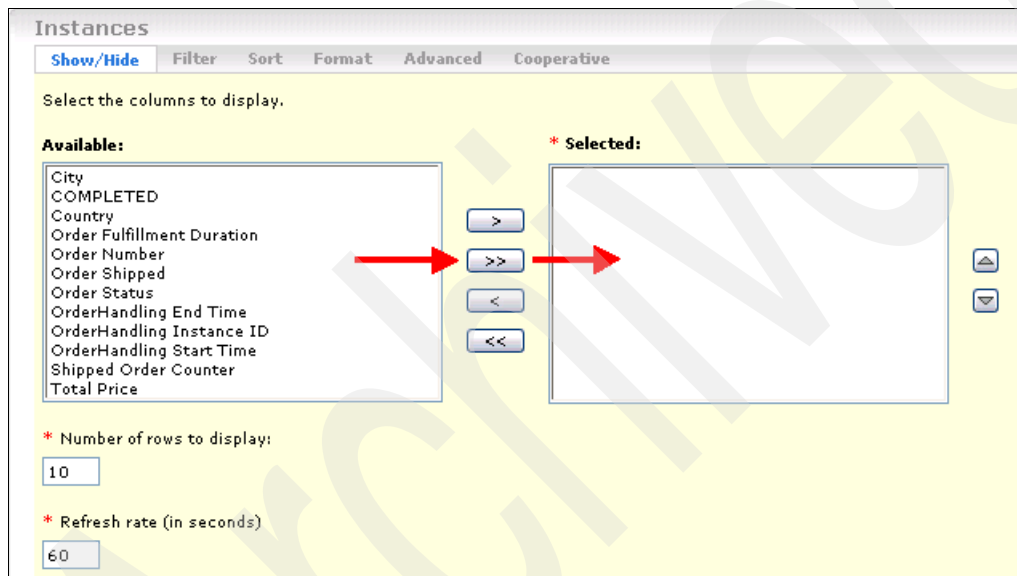 Instances
Show/Hide Filter Sort Format Advanced Cooperative
Select the columns to display.
Available:
* Selected:
City
COMPLETED
Country
Order Fulfillment Duration
Order Number
Order Shipped
Order Status
OrderHandling End Time
OrderHandling Instance ID
OrderHandling Start Time
Shipped Order Counter
Total Price
>
>>
<
<<
* Number of rows to display:
10
* Refresh rate (in seconds)
60
Archived